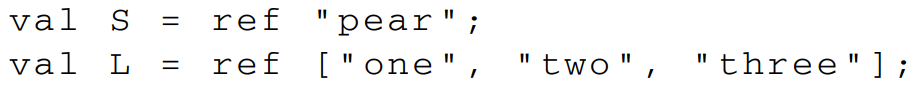 val S = ref "pear";
val L = ref ["one", "two", "three"];